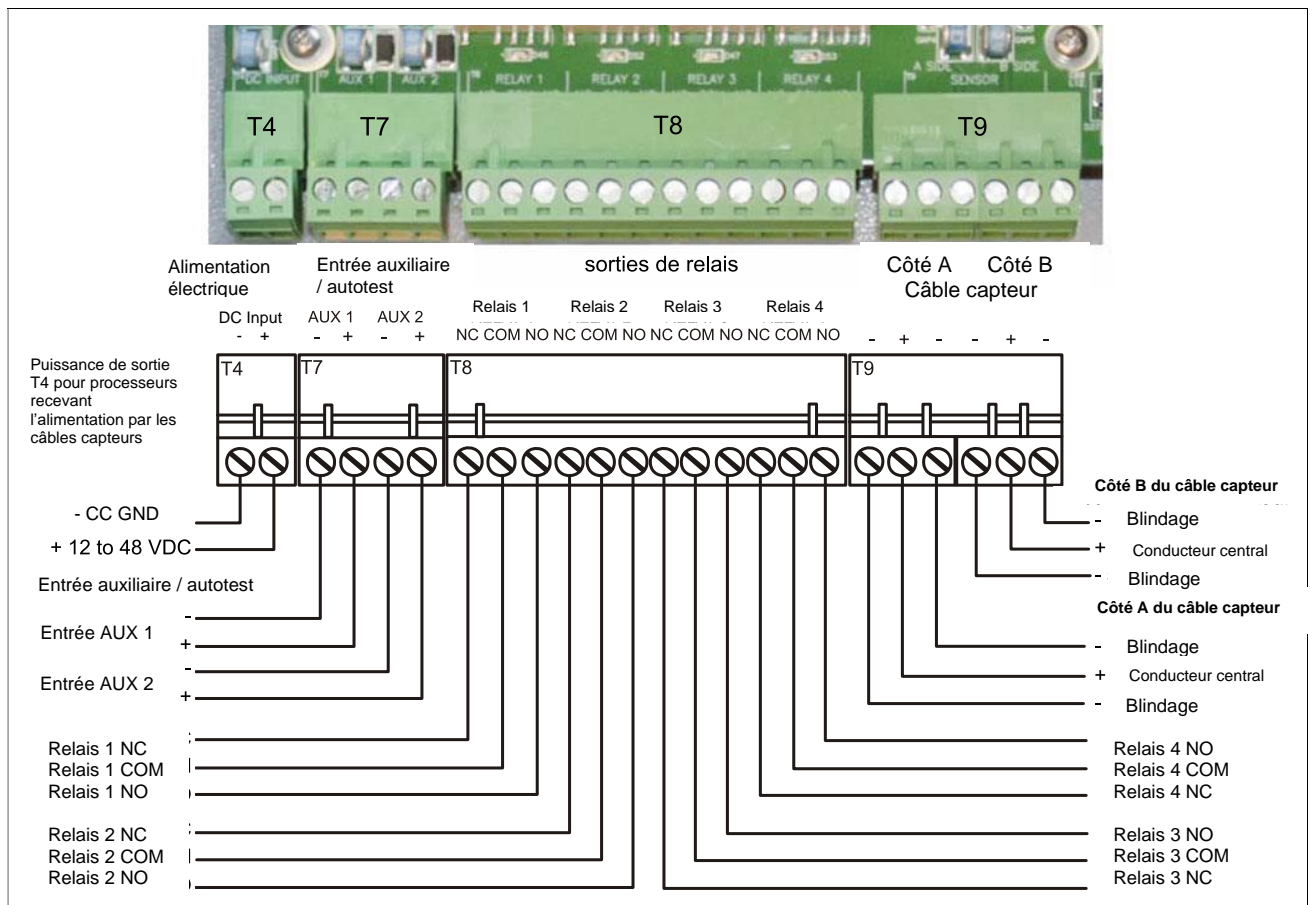 DC INPUT
AUX 1
AUX 2
RELAY 1
RELAY 2
RELAY 3
RELAY 4
A SIDE
B SIDE
SENSOR
T4
T7
T8
T9
Alimentation
électrique
Entrée auxiliaire
/ autotest
sorties de relais
Côté A Côté B
Câble capteur
DC Input
- +
AUX 1 AUX 2
- + - +
Relais 1 Relais 2 Relais 3 Relais 4
NC COM NO NC COM NO NC COM NO NC COM NO
- + - - + -
Puissance de sortie
T4 pour processeurs
recevant
l'alimentation par les
câbles capteurs
T4
T7
T8
T9
- CC GND
+ 12 to 48 VDC
Entrée auxiliaire / autotest
-
Entrée AUX 1
+
-
Entrée AUX 2
+
Relais 1 NC
Relais 1 COM
Relais 1 NO
Relais 2 NC
Relais 2 COM
Relais 2 NO
Côté B du câble capteur
- Blindage
+ Conducteur central
- Blindage
Côté A du câble capteur
- Blindage
+ Conducteur central
- Blindage
Relais 4 NO
Relais 4 COM
Relais 4 NC
Relais 3 NO
Relais 3 COM
Relais 3 NC